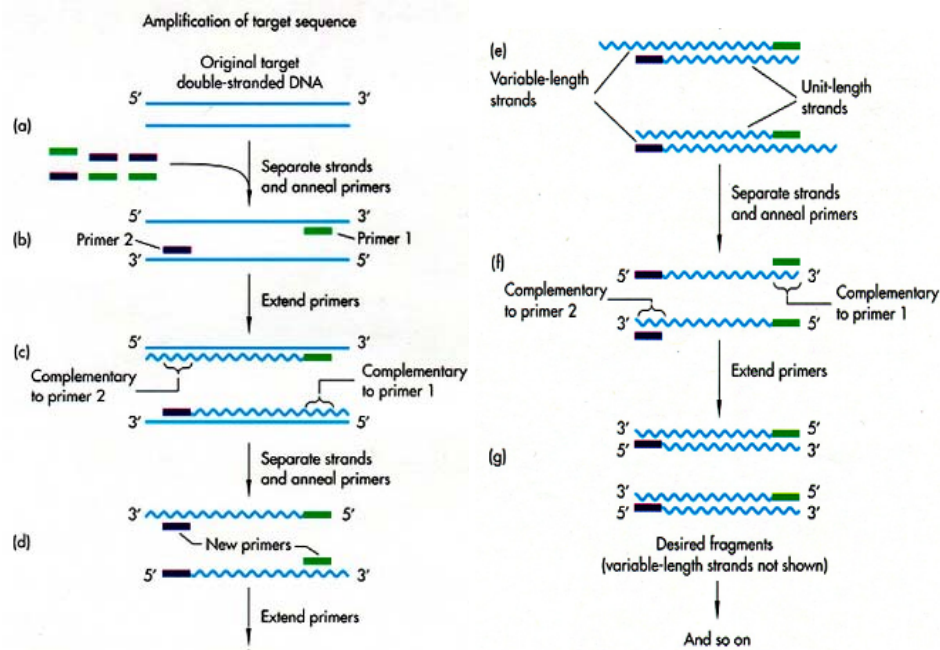 Amplification of target sequence
Original target
double-stranded DNA
5′ 3′
(a)
Separate strands
and anneal primers
5′ 3′
Primer 2 Primer 1
(b)
3′ 5′
Extend primers
(c)
5′ 3′
Complementary
to primer 2
Complementary
to primer 1
3′ 5′
Separate strands
and anneal primers
3′ 5′
(d)
New primers
5′ 3′
Extend primers
(e)
Variable-length
strands
Unit-length
strands
Separate strands
and anneal primers
(f)
5′ 3′
Complementary
to primer 2
Complementary
to primer 1
3′ 5′
Extend primers
3′ 5′
5′ 3′
(g)
3′ 5′
5′ 3′
Desired fragments
(variable-length strands not shown)
And so on